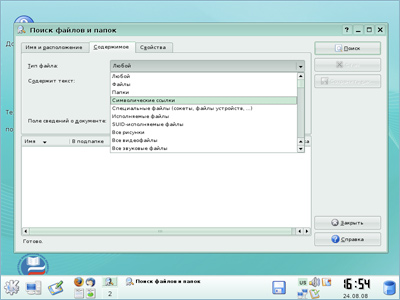 Поиск файлов и папок
Имя и расположение
Содержимое
Свойства
Поиск
Тип файла:
Любой
Содержит текст:
Любой
Файлы
Папки
Символические ссылки
Специальные файлы (сокеты, файлы устройств, ...)
Исполняемые файлы
SUID-исполняемые файлы
Все рисунки
Все видеофайлы
Все звуковые файлы
Поле сведений о документе
Имя
В подпапке
Закрыть
Готово.
Справка
Поиск файлов и папок
2
US
16:54
24.08.08